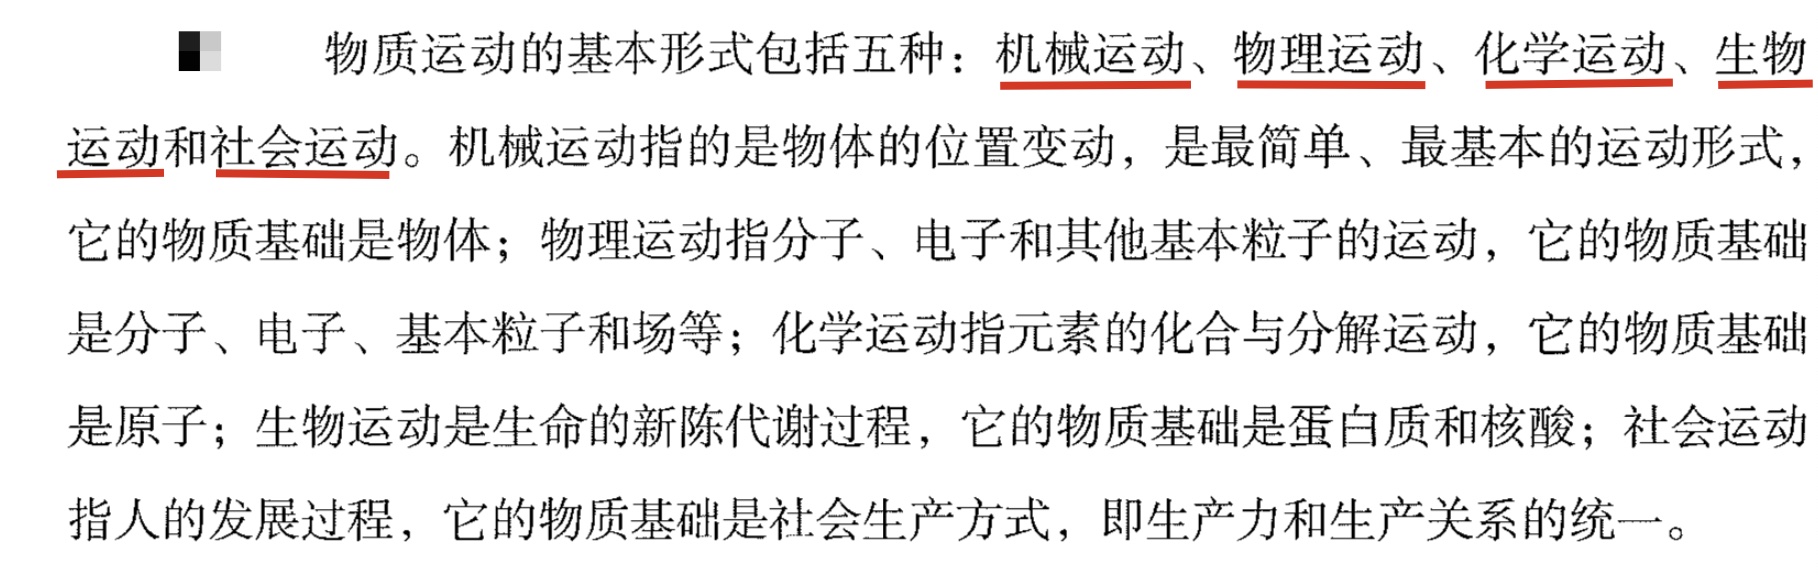 物质运动的基本形式包括五种：机械运动、物理运动、化学运动、生物
运动和社会运动。机械运动指的是物体的位置变动，是最简单、最基本的运动形式，
它的物质基础是物体；物理运动指分子、电子和其他基本粒子的运动，它的物质基础
是分子、电子、基本粒子和场等；化学运动指元素的化合与分解运动，它的物质基础
是原子；生物运动是生命的新陈代谢过程，它的物质基础是蛋白质和核酸；社会运动
指人的发展过程，它的物质基础是社会生产方式，即生产力和生产关系的统一。